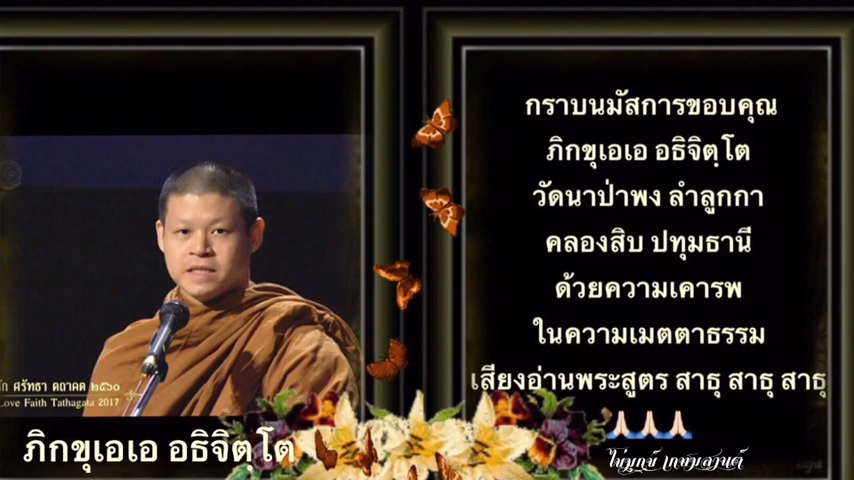 กราบนมัสการขอบคุณ
ภิกขุเอเอ อธิจิตฺโต
วัดนาป่าพง ลำลูกกา
คลองสิบ ปทุมธานี
ด้วยความเคารพ
ในความเมตตาธรรม
เสียงอ่านพระสูตร สาธุ สาธุ สาธุ
ศรัทธา ตถาคต ๒๕๖๐
Love Faith Tathagata 2017
ภิกขุเอเอ อธิจิตฺโต